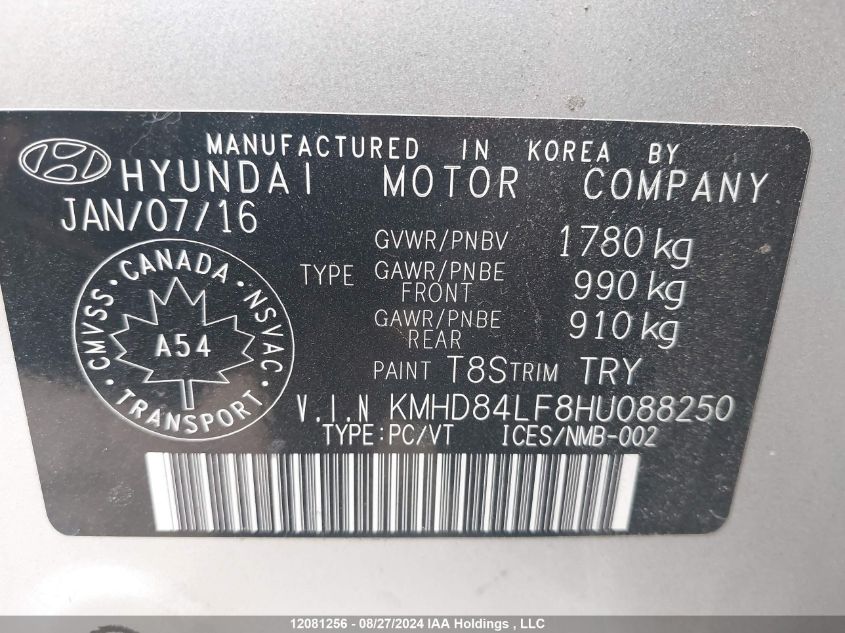 MANUFACTURED IN KOREA BY
HYUNDAI MOTOR COMPANY
JAN/07/16
GVWR/PNBV 1780 kg
TYPE GAWR/PNBE FRONT 990 kg
GAWR/PNBE REAR 910 kg
PAINT T8S TRIM TRY
CMVSS · CANADA · NSVAC · TRANSPORT ·
A54
V.I.N KMHD84LF8HU088250
TYPE:PC/VT ICES/NMB-002
12081256 - 08/27/2024 IAA Holdings , LLC